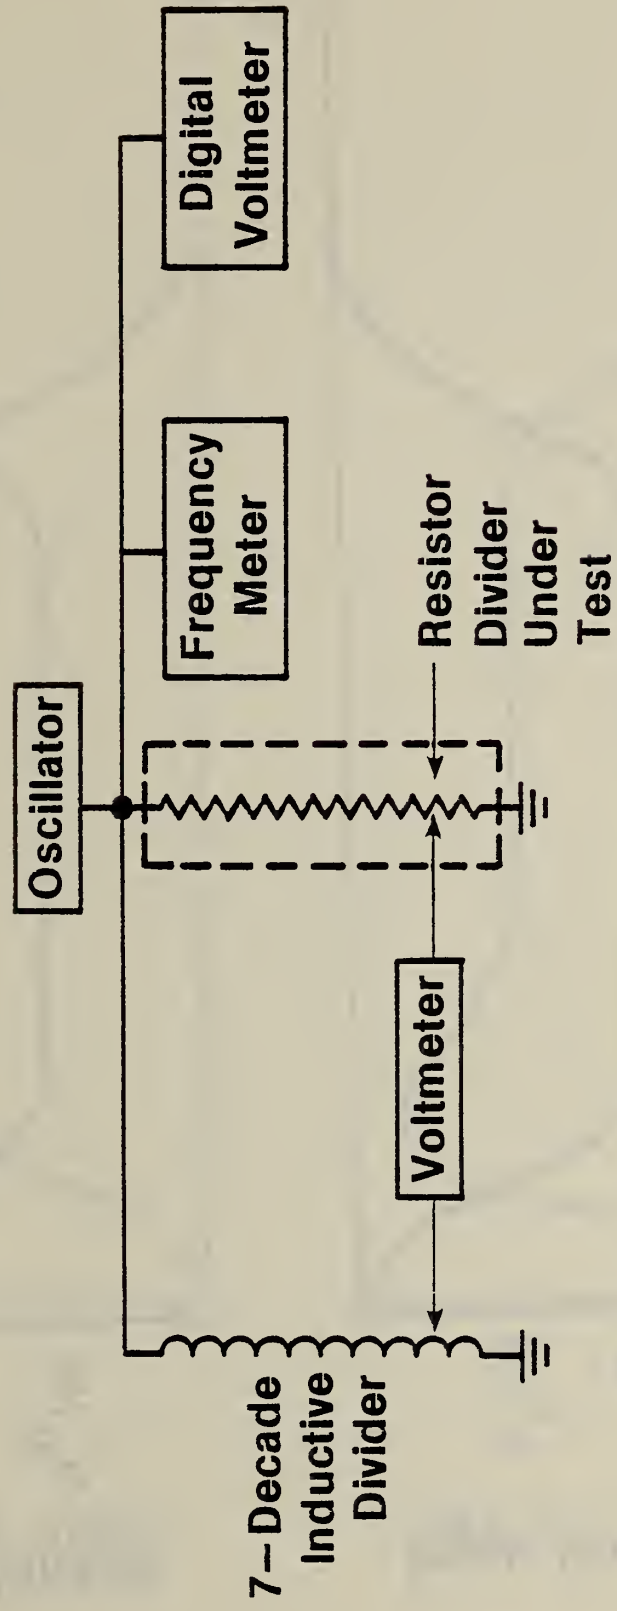 Oscillator
Frequency
Meter
Digital
Voltmeter
7-Decade
Inductive
Divider
Voltmeter
Resistor
Divider
Under
Test